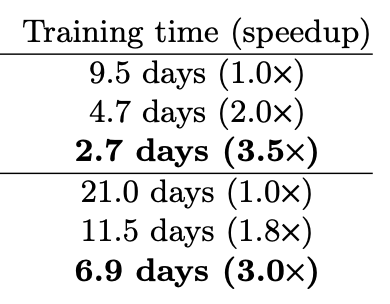 Training time (speedup)
9.5 days (1.0×)
4.7 days (2.0×)
2.7 days (3.5×)
21.0 days (1.0×)
11.5 days (1.8×)
6.9 days (3.0×)